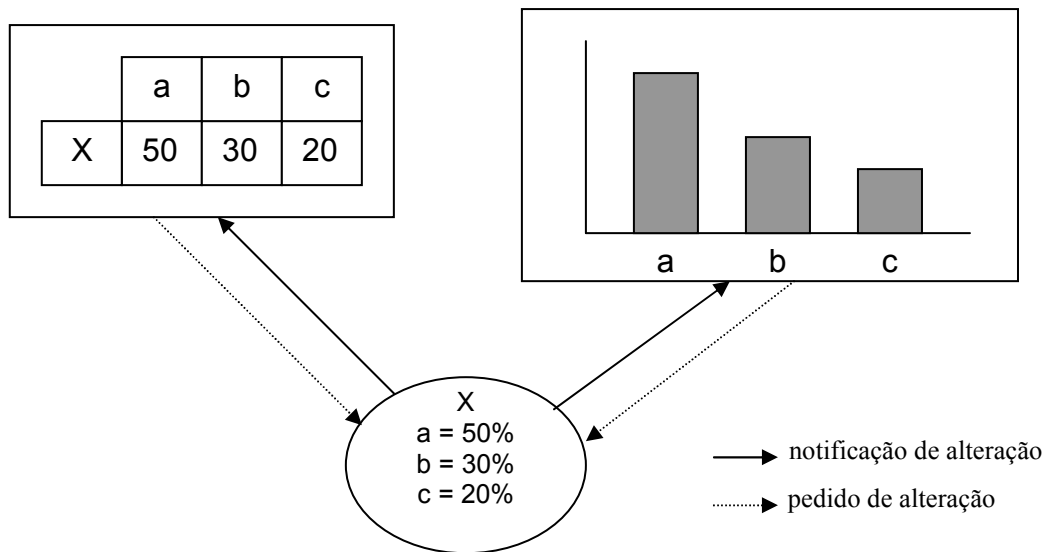 a b c
X 50 30 20
a b c
X
a = 50%
b = 30%
c = 20%
notificação de alteração
pedido de alteração